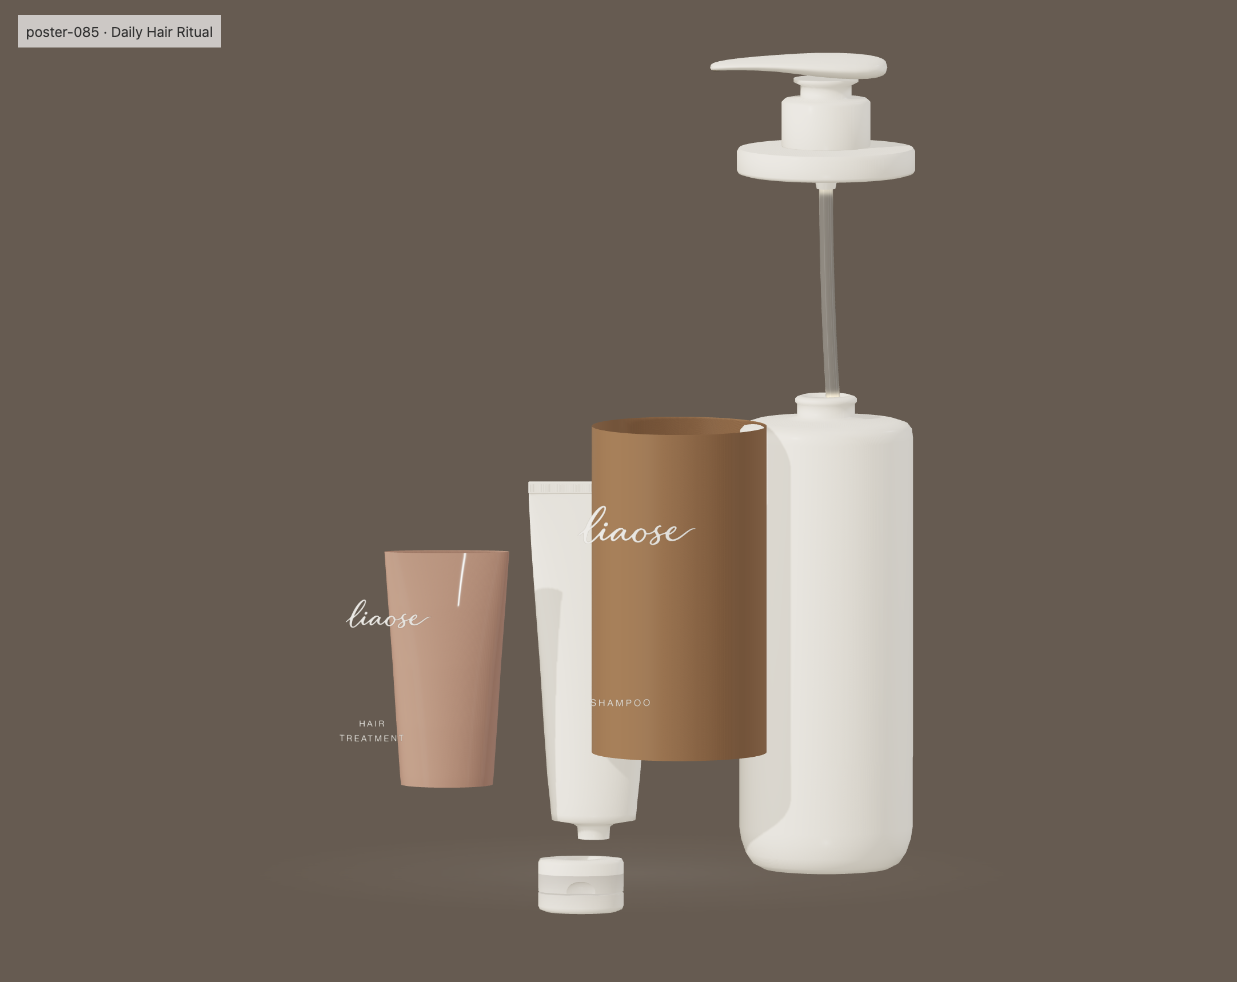 poster-085 · Daily Hair Ritual
liaose
SHAMPOO
liaose
HAIR
TREATMENT